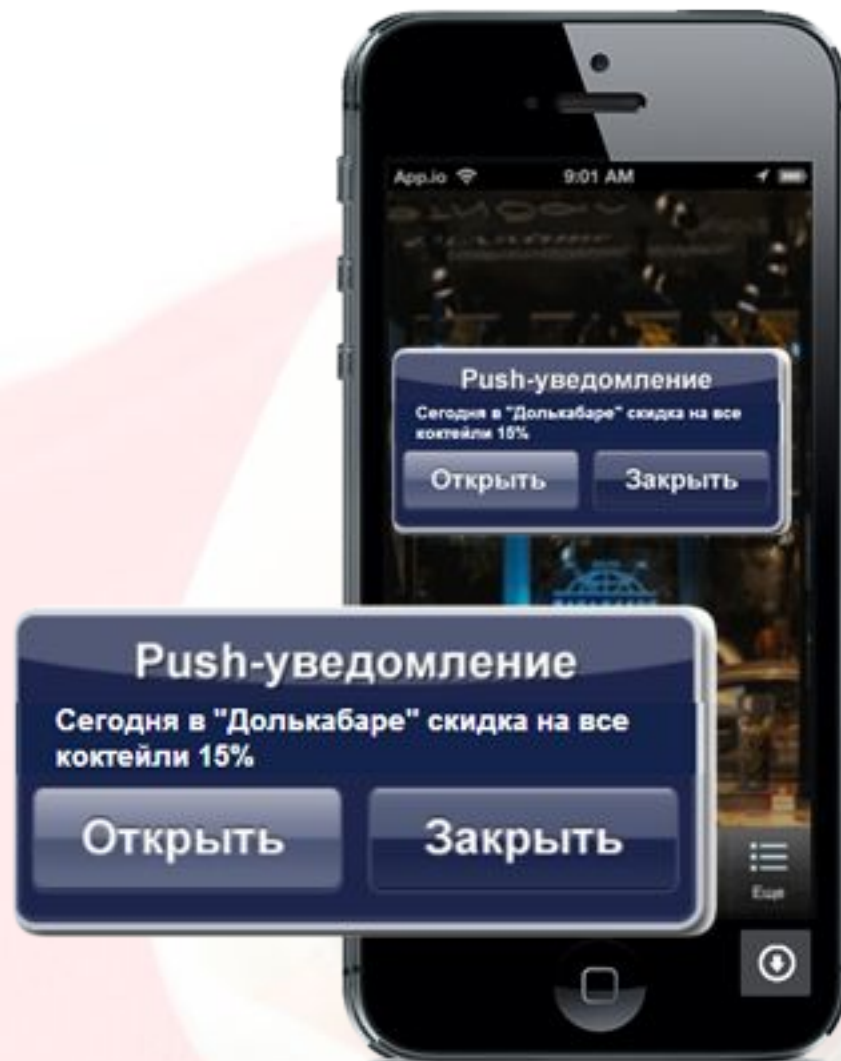 App.io
9:01 AM
Push-уведомление
Сегодня в "Долькабаре" скидка на все
коктейли 15%
Открыть
Закрыть
Push-уведомление
Сегодня в "Долькабаре" скидка на все
коктейли 15%
Открыть
Закрыть
Еще